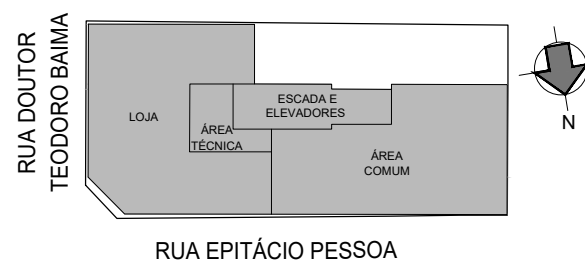 RUA DOUTOR
TEODORO BAIMA
LOJA
ÁREA
TÉCNICA
ESCADA E
ELEVADORES
ÁREA
COMUM
N
RUA EPITÁCIO PESSOA